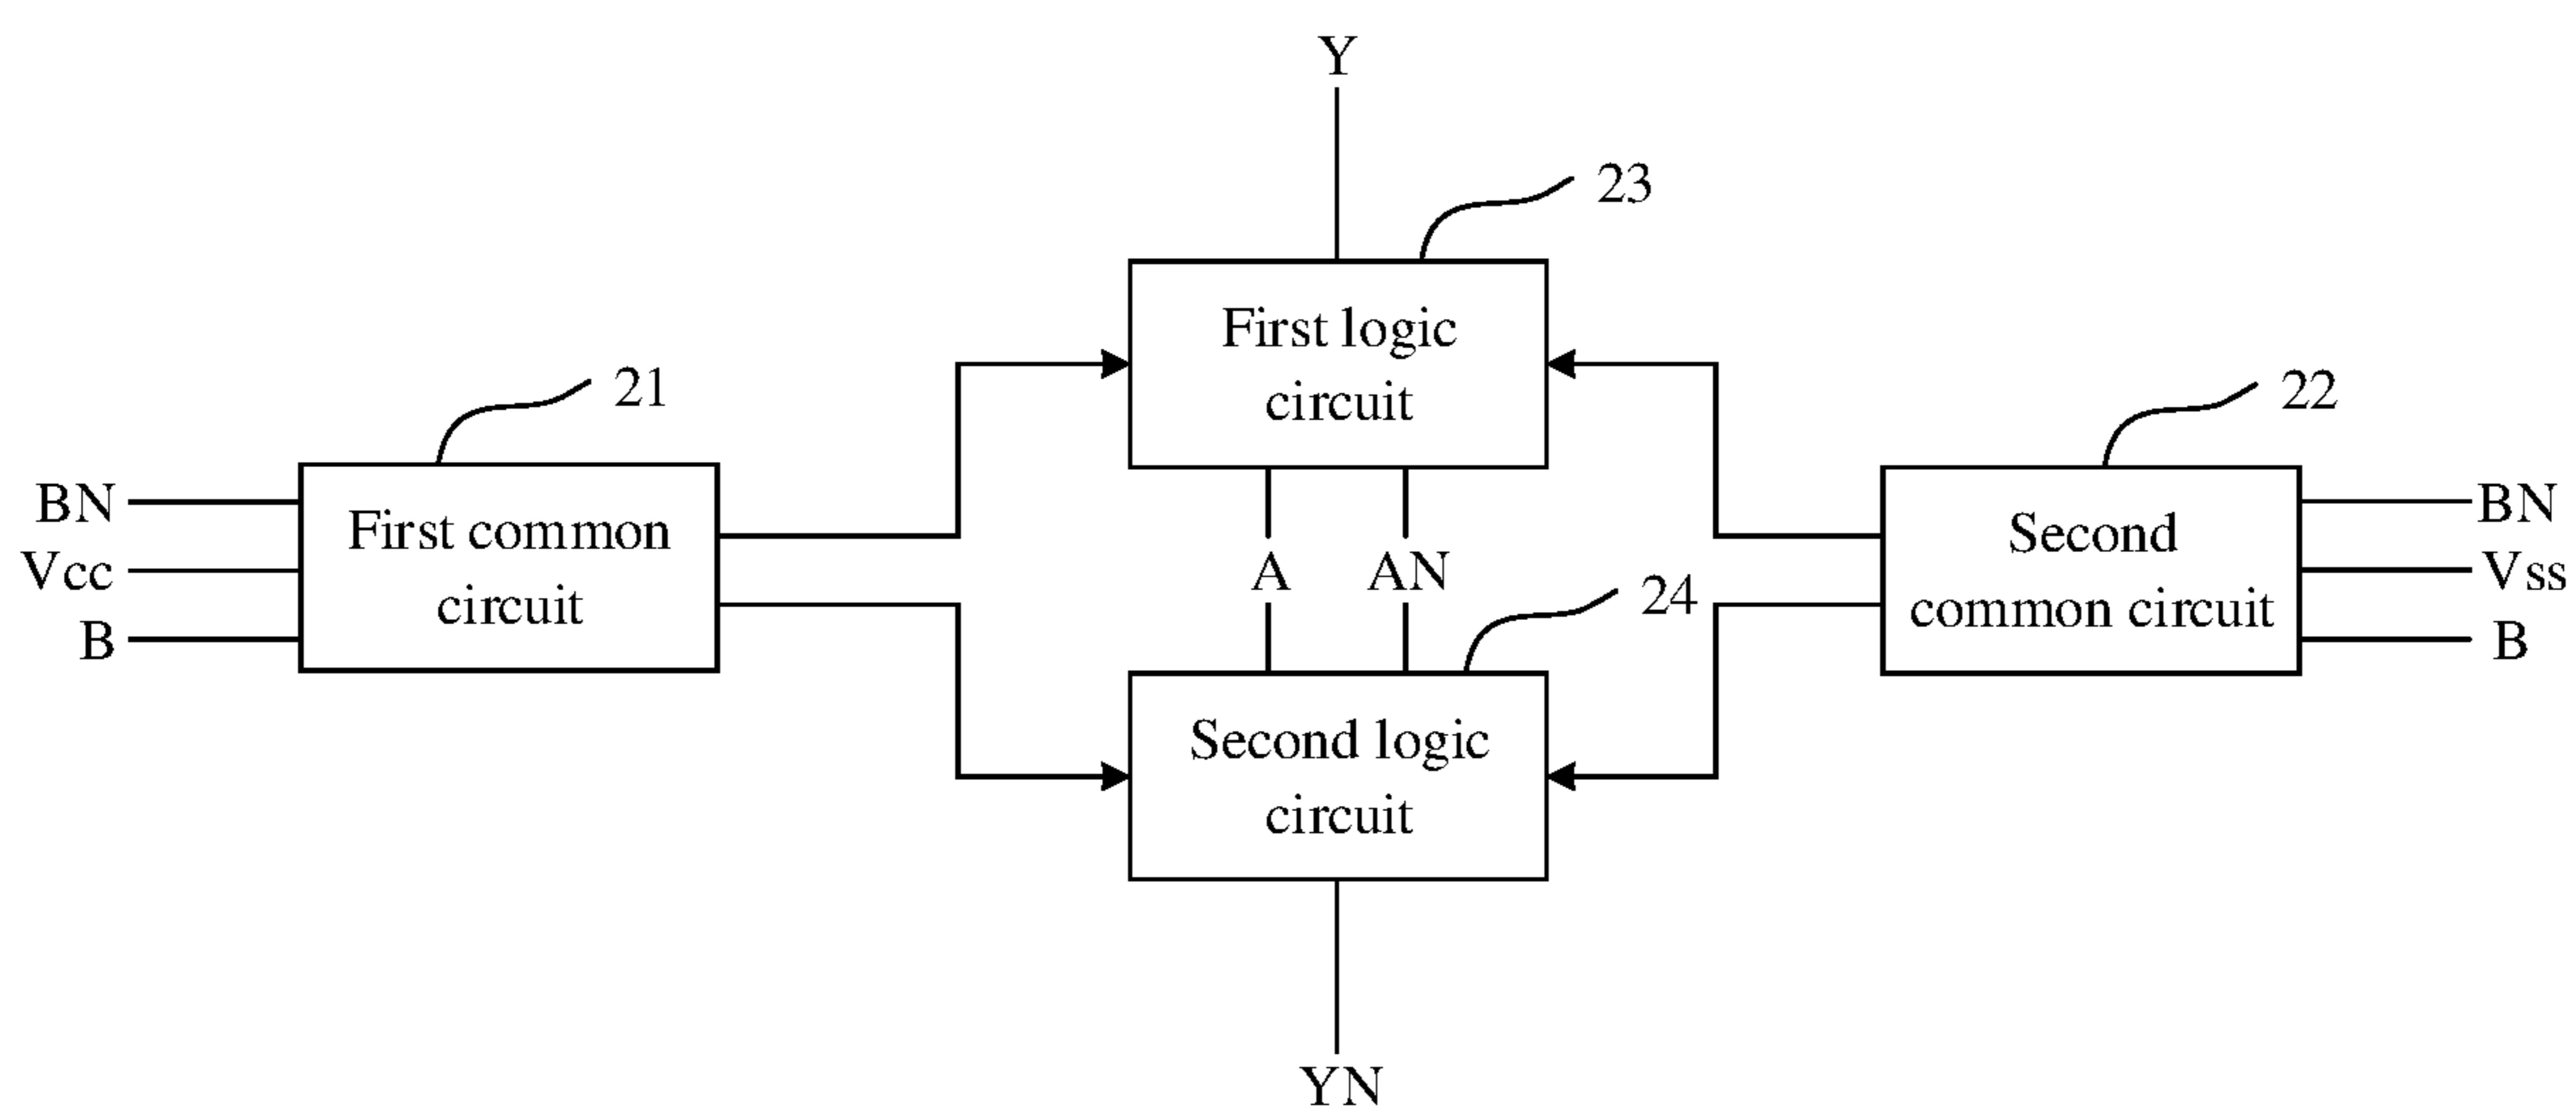 Y
23
First logic
circuit
21
22
BN
Vcc
B
First common
circuit
A
AN
24
Second
common circuit
BN
Vss
B
Second logic
circuit
YN